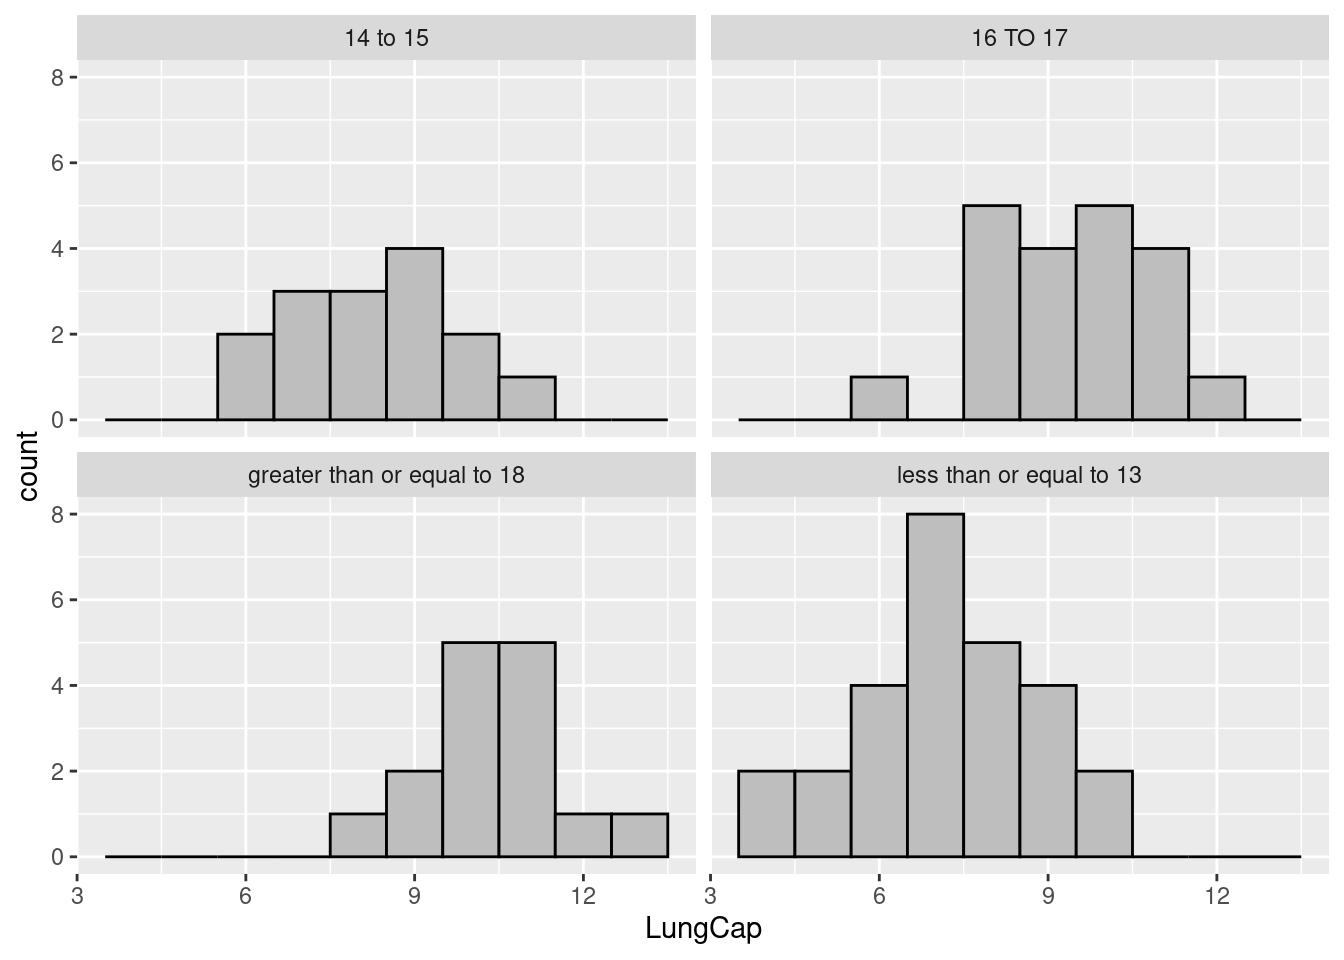 14 to 15
16 TO 17
8
6
4
2
0
count
greater than or equal to 18
less than or equal to 13
8
6
4
2
0
3 6 9 12 3 6 9 12
LungCap